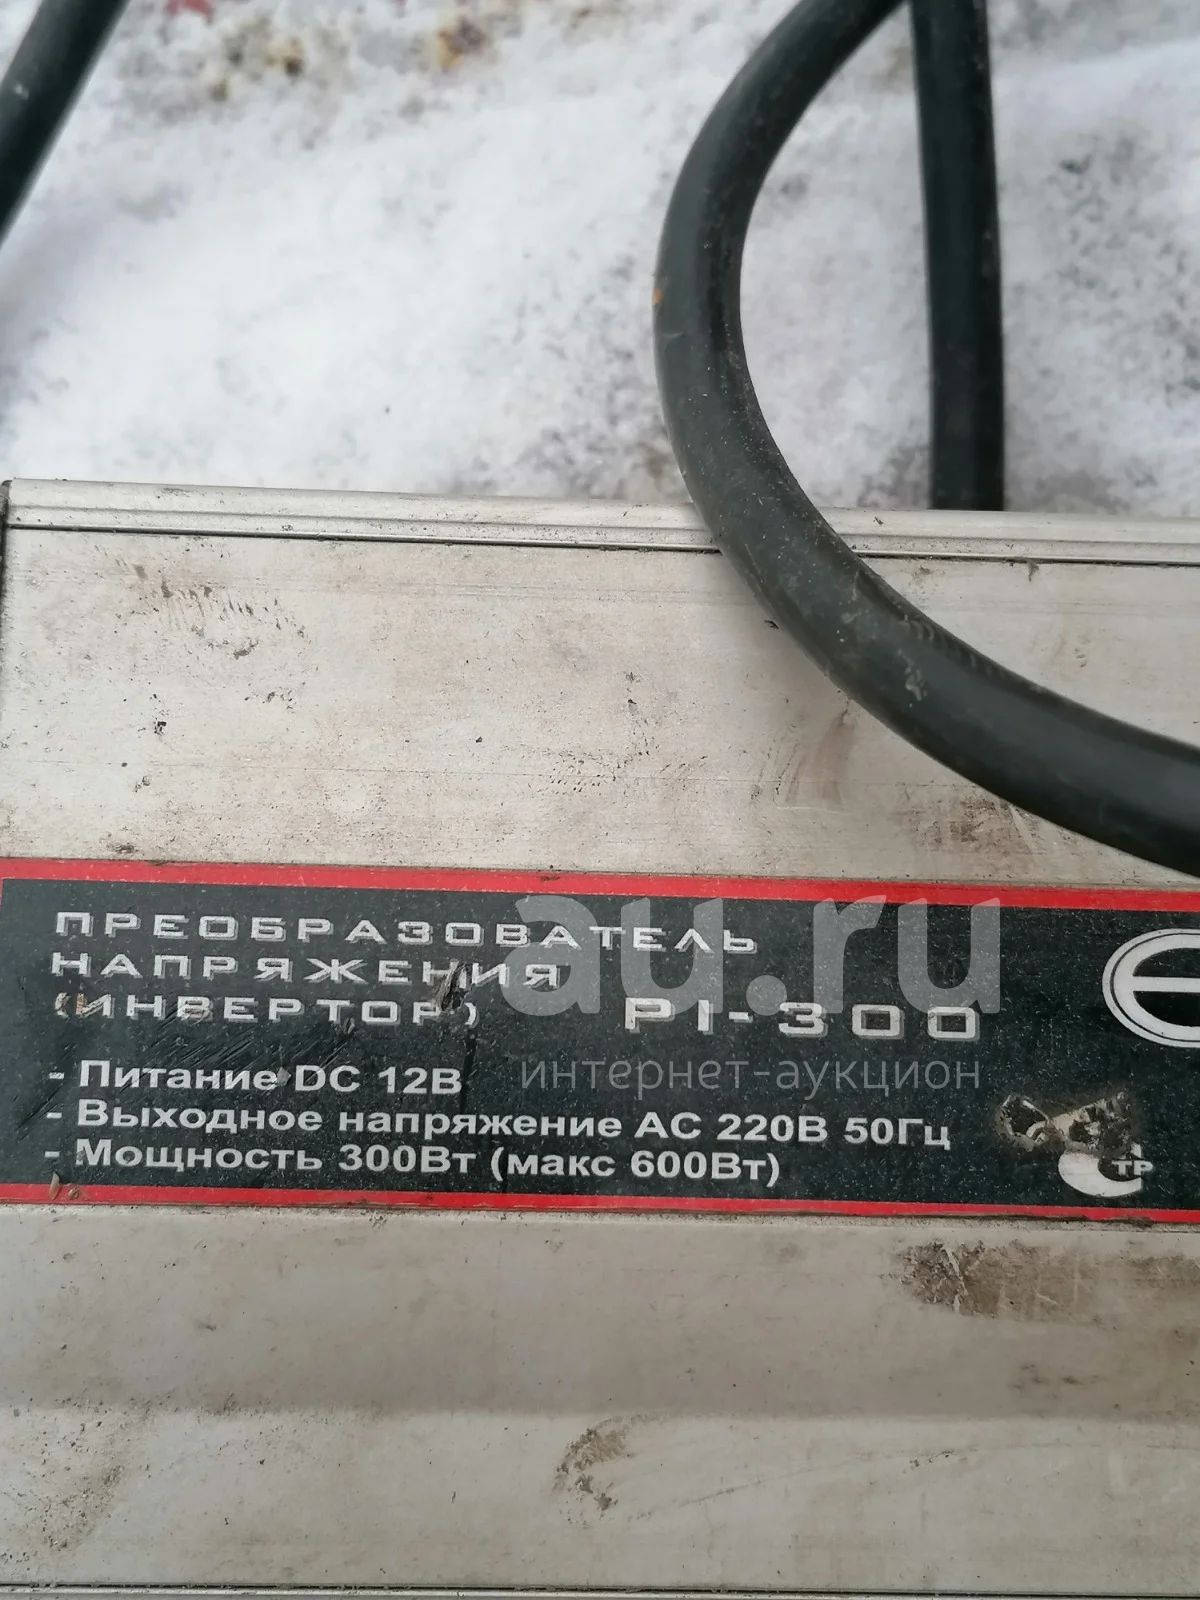 ПРЕОБРАЗОВАТЕЛЬ
НАПРЯЖЕНИЯ
(ИНВЕРТОР) PI-300
- Питание DC 12В
- Выходное напряжение AC 220В 50Гц
- Мощность 300Вт (макс 600Вт)
ТР
au.ru
интернет-аукцион